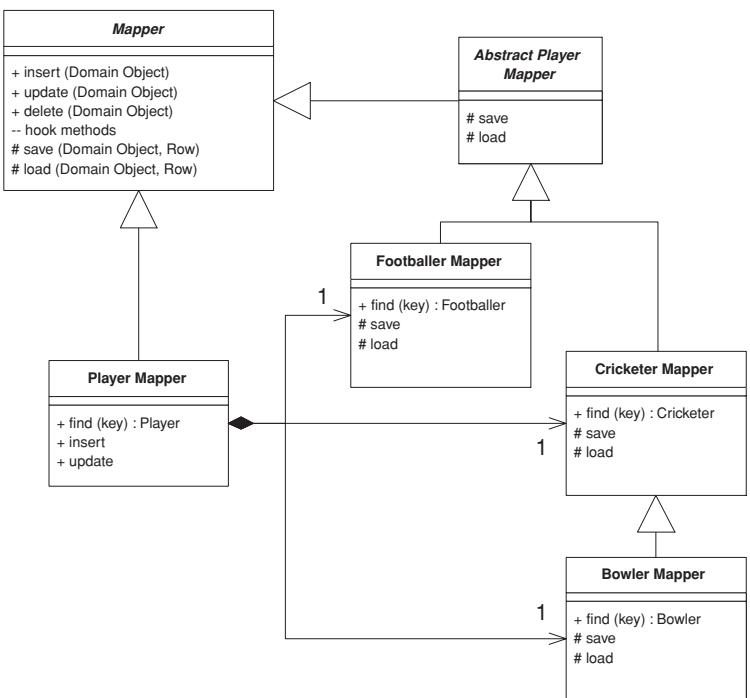 Mapper
+ insert (Domain Object)
+ update (Domain Object)
+ delete (Domain Object)
-- hook methods
# save (Domain Object, Row)
# load (Domain Object, Row)
Abstract Player
Mapper
# save
# load
Footballer Mapper
+ find (key) : Footballer
# save
# load
1
Player Mapper
+ find (key) : Player
+ insert
+ update
Cricketer Mapper
+ find (key) : Cricketer
# save
# load
1
Bowler Mapper
+ find (key) : Bowler
# save
# load
1